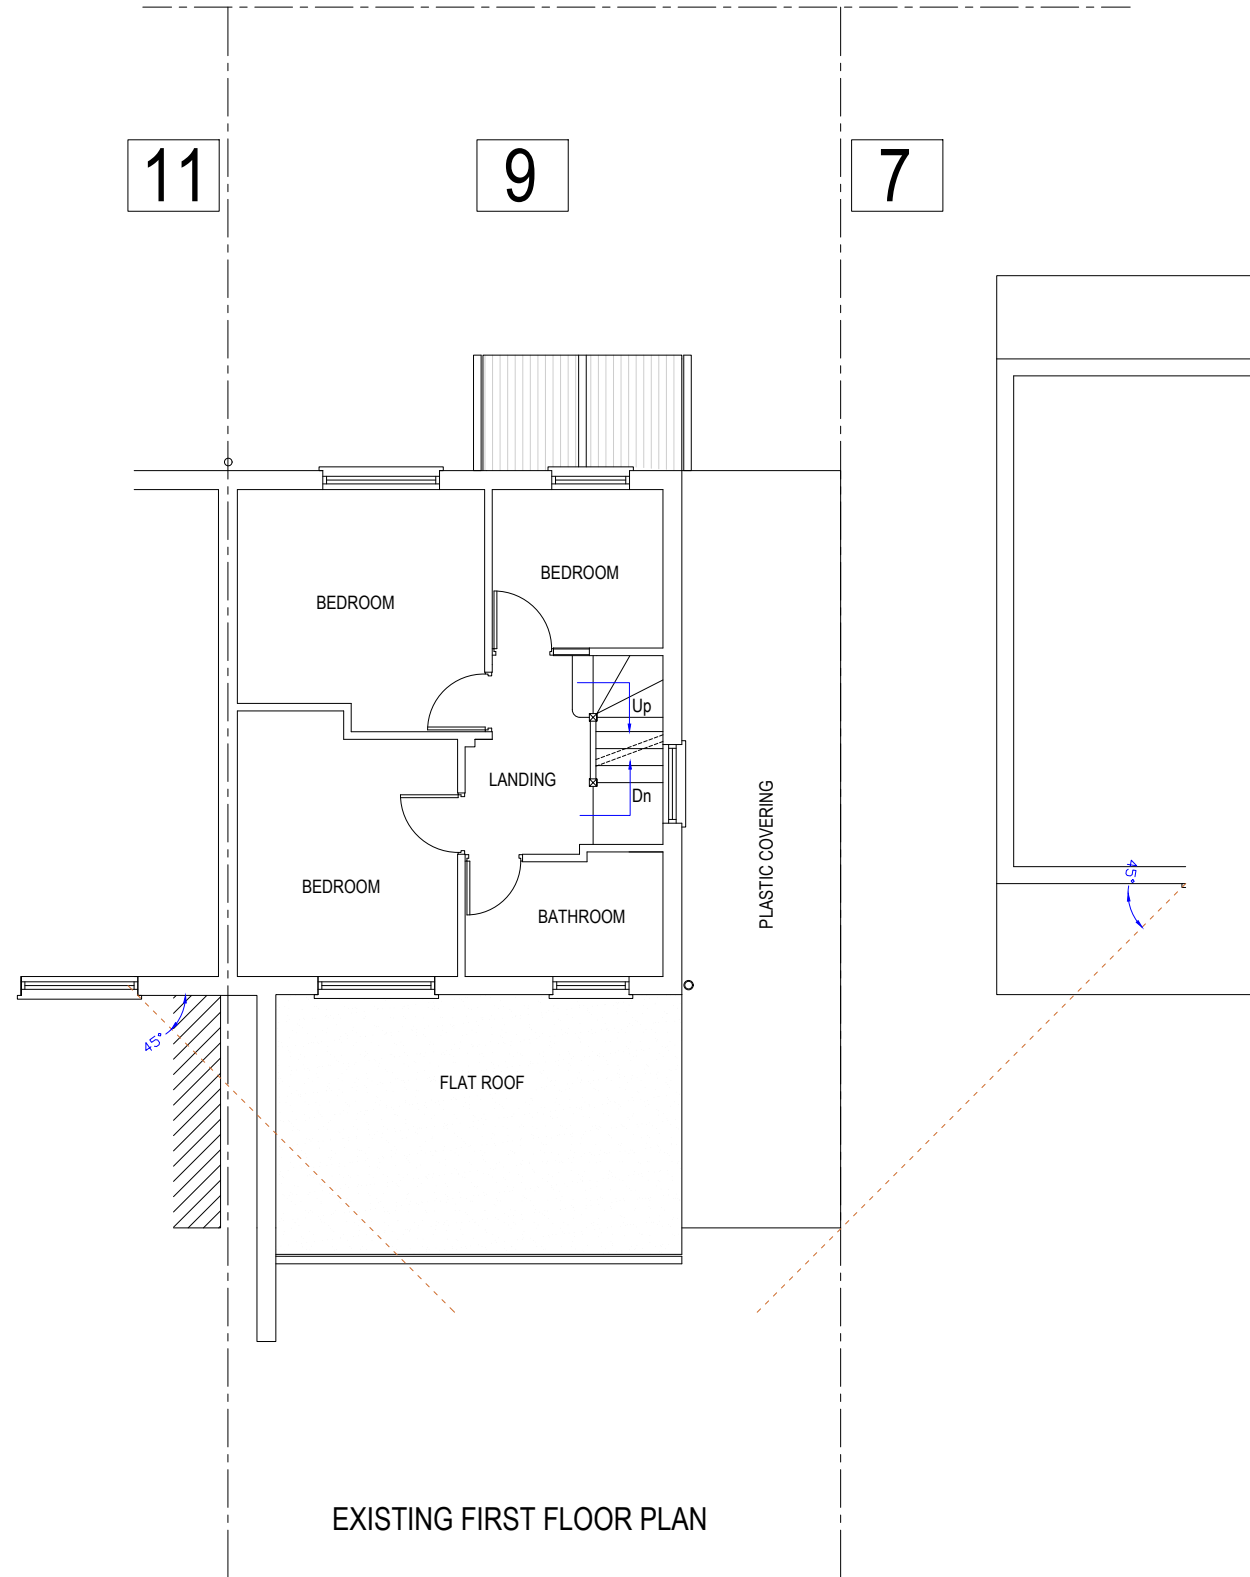 11
9
7
BEDROOM
BEDROOM
Up
LANDING
Dn
PLASTIC COVERING
BEDROOM
BATHROOM
45°
45°
FLAT ROOF
EXISTING FIRST FLOOR PLAN